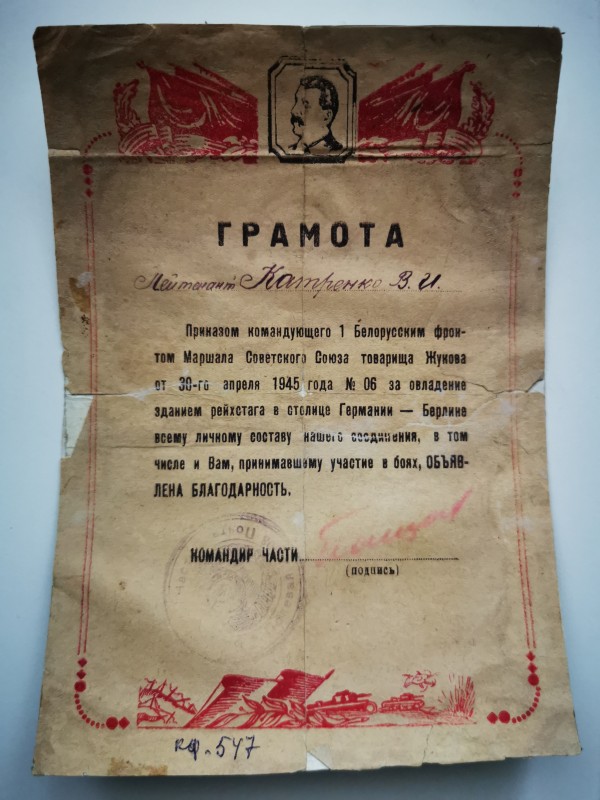 ГРАМОТА
Лейтенант Катренко В. И.
Приказом командующего 1 Белорусским фрон-
том Маршала Советского Союза товарища Жукова
от 30-го апреля 1945 года № 06 за овладение
зданием рейхстага в столице Германии — Берлине
всему личному составу нашего соединения, в том
числе и Вам, принимавшему участие в боях, ОБЪЯВ-
ЛЕНА БЛАГОДАРНОСТЬ.
КОМАНДИР ЧАСТИ
(подпись)
кф.-547